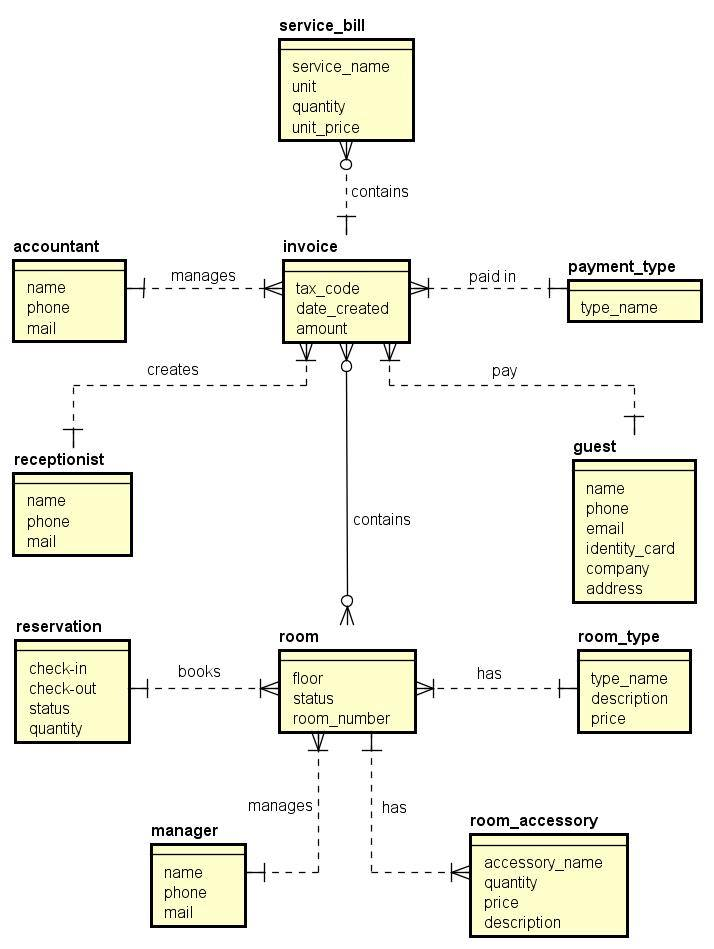 service_bill
service_name
unit
quantity
unit_price
contains
accountant
name
phone
mail
manages
invoice
tax_code
date_created
amount
paid in
payment_type
type_name
creates
pay
receptionist
name
phone
mail
contains
guest
name
phone
email
identity_card
company
address
reservation
check-in
check-out
status
quantity
books
room
floor
status
room_number
has
room_type
type_name
description
price
manages
has
manager
name
phone
mail
room_accessory
accessory_name
quantity
price
description